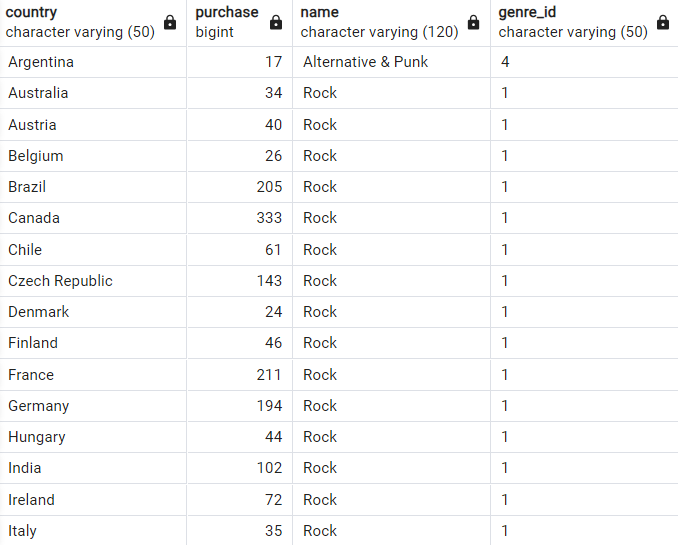 country purchase name genre_id
character varying (50) bigint character varying (120) character varying (50)
Argentina 17 Alternative & Punk 4
Australia 34 Rock 1
Austria 40 Rock 1
Belgium 26 Rock 1
Brazil 205 Rock 1
Canada 333 Rock 1
Chile 61 Rock 1
Czech Republic 143 Rock 1
Denmark 24 Rock 1
Finland 46 Rock 1
France 211 Rock 1
Germany 194 Rock 1
Hungary 44 Rock 1
India 102 Rock 1
Ireland 72 Rock 1
Italy 35 Rock 1